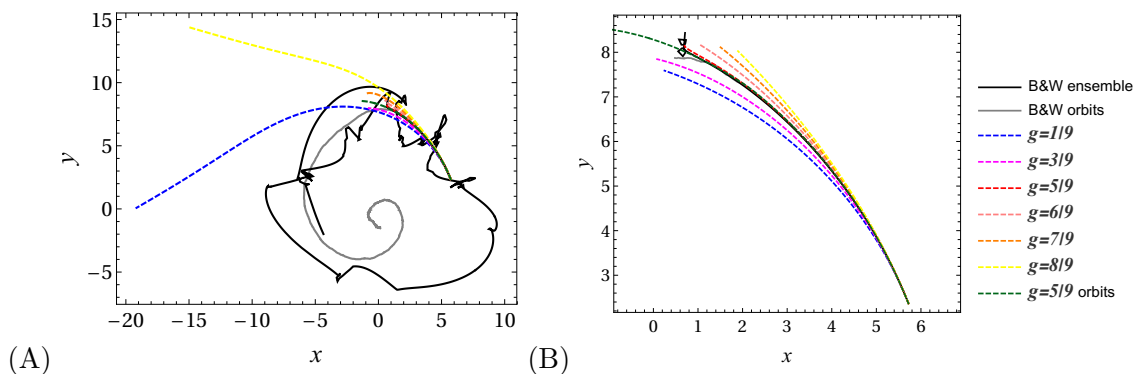 15
10
5
0
−5
y
−20 −15 −10 −5 0 5 10
x
(A)
8
7
6
5
4
3
y
0 1 2 3 4 5 6
x
(B)
B&W ensemble
B&W orbits
g=1/9
g=3/9
g=5/9
g=6/9
g=7/9
g=8/9
g=5/9 orbits